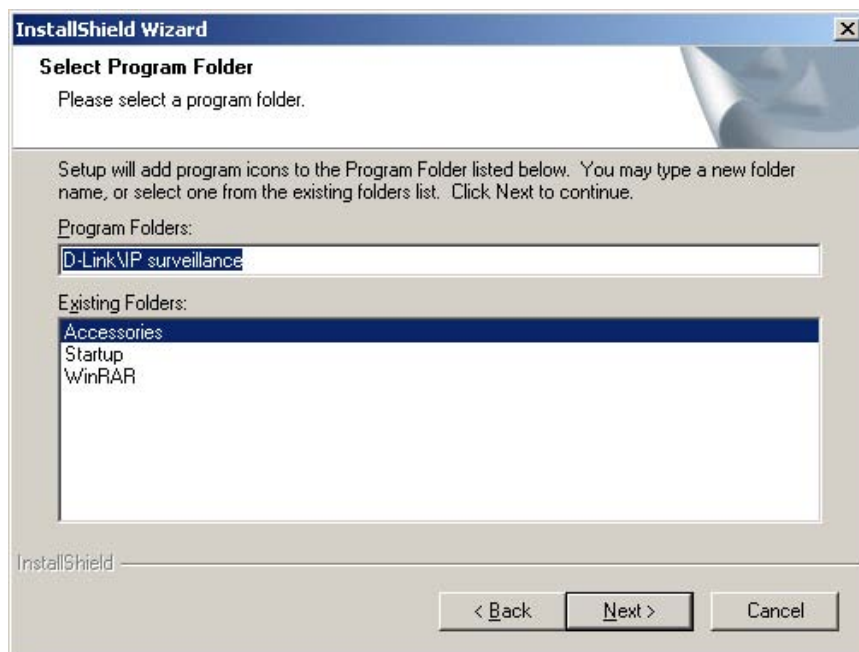 InstallShield Wizard
Select Program Folder
Please select a program folder.
Setup will add program icons to the Program Folder listed below. You may type a new folder
name, or select one from the existing folders list. Click Next to continue.
Program Folders:
D-Link\IP surveillance
Existing Folders:
Accessories
Startup
WinRAR
InstallShield
< Back
Next >
Cancel